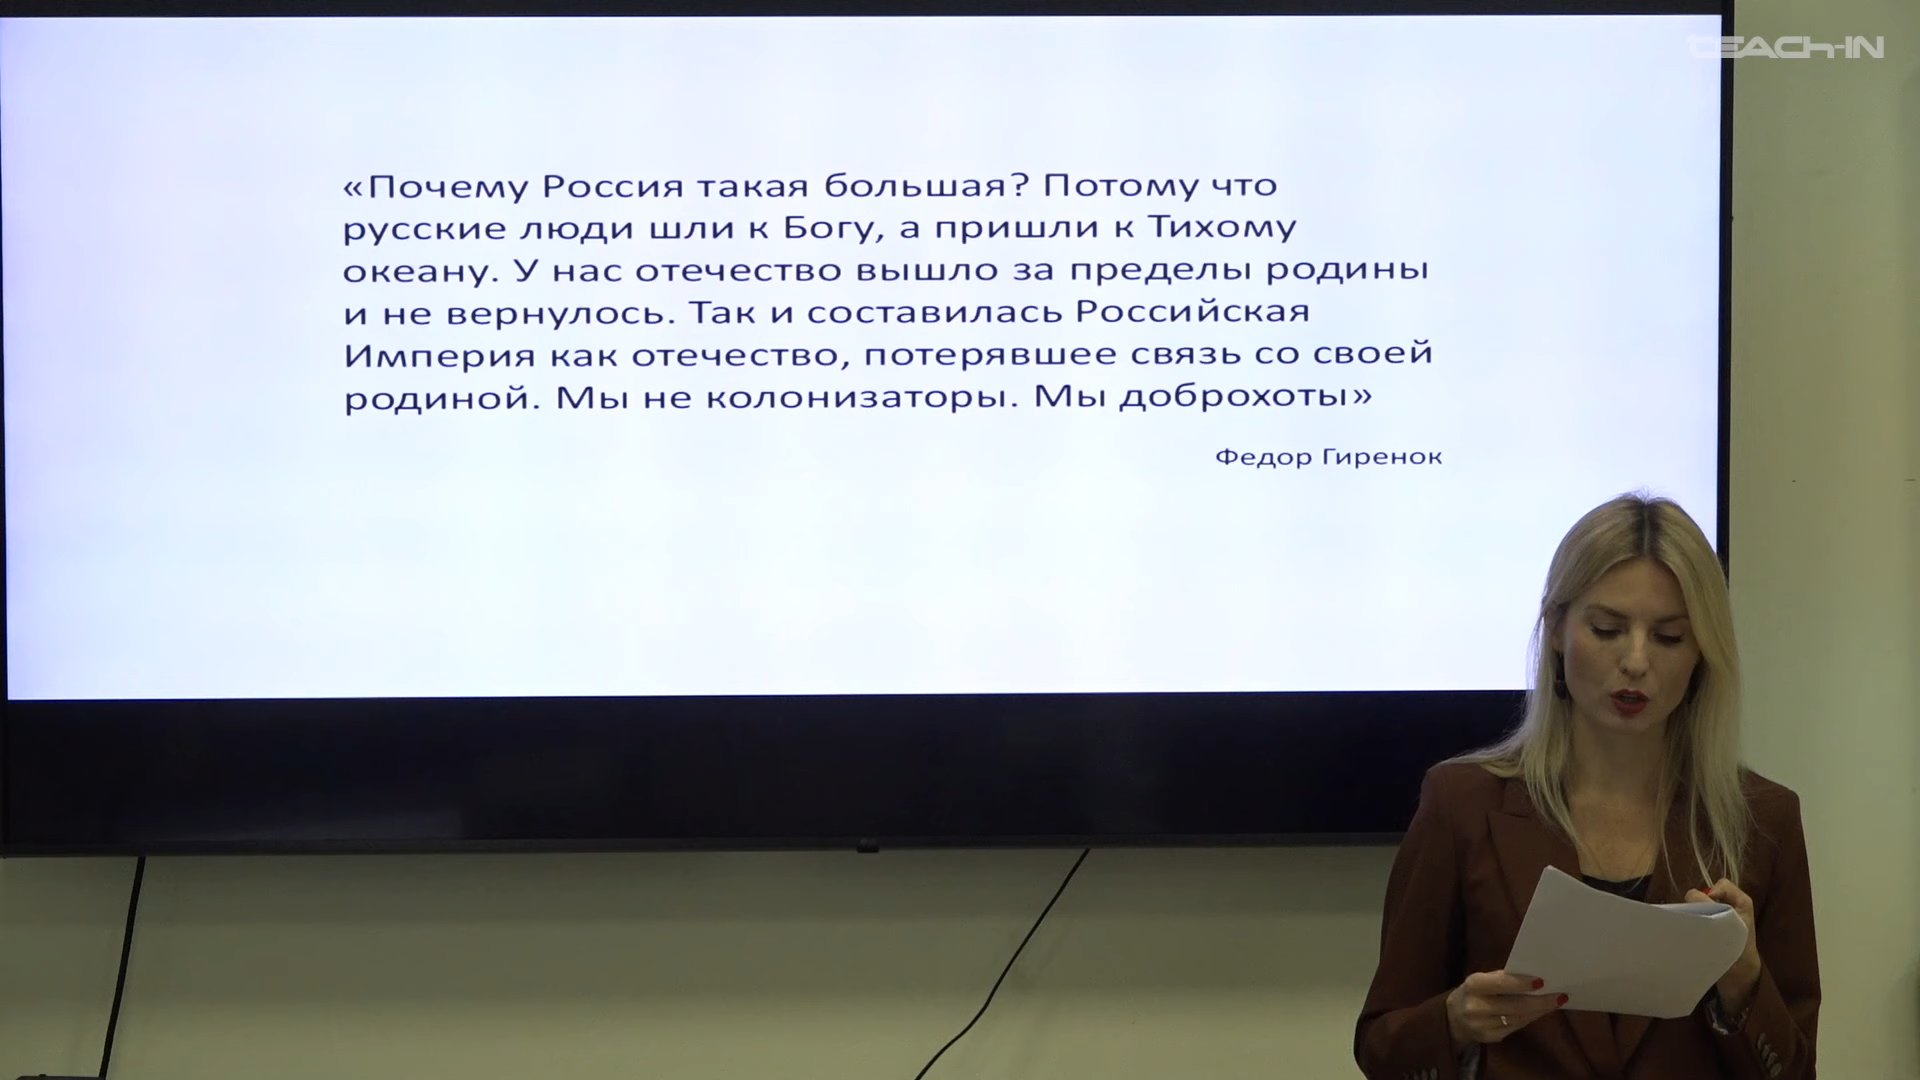 teach-in
«Почему Россия такая большая? Потому что
русские люди шли к Богу, а пришли к Тихому
океану. У нас отечество вышло за пределы родины
и не вернулось. Так и составилась Российская
Империя как отечество, потерявшее связь со своей
родиной. Мы не колонизаторы. Мы доброхоты»
Федор Гиренок